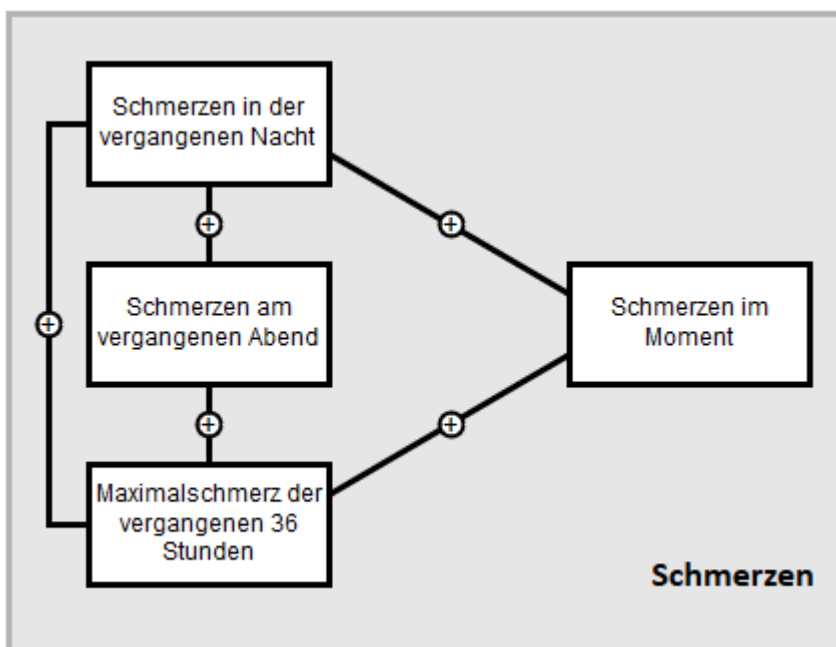 Schmerzen in der
vergangenen Nacht
+
+
Schmerzen am
vergangenen Abend
Schmerzen im
Moment
+
+
+
Maximalschmerz der
vergangenen 36
Stunden
Schmerzen